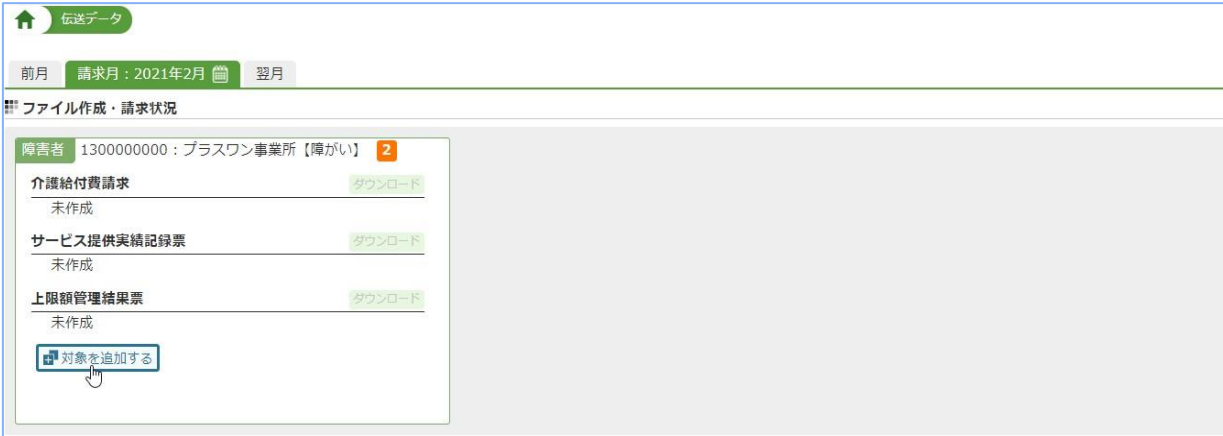 伝送データ
前月 請求月：2021年2月 翌月
ファイル作成・請求状況
障害者 1300000000：プラスワン事業所【障がい】 2
介護給付費請求 ダウンロード
未作成
サービス提供実績記録票 ダウンロード
未作成
上限額管理結果票 ダウンロード
未作成
対象を追加する